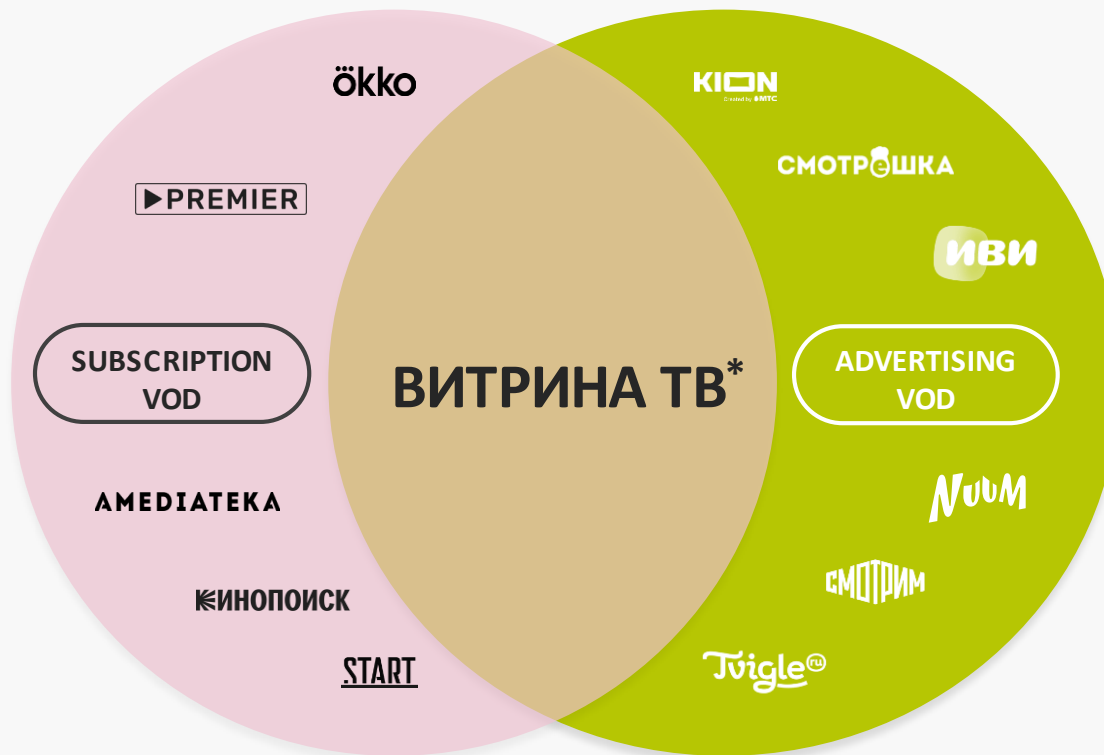 ökko
KION
Created by МТС
СМОТРёШКА
PREMIER
иви
SUBSCRIPTION
VOD
ВИТРИНА ТВ*
ADVERTISING
VOD
AMEDIATEKA
NUUM
СМОТРИМ
КИНОПОИСК
START
Tvigle ru